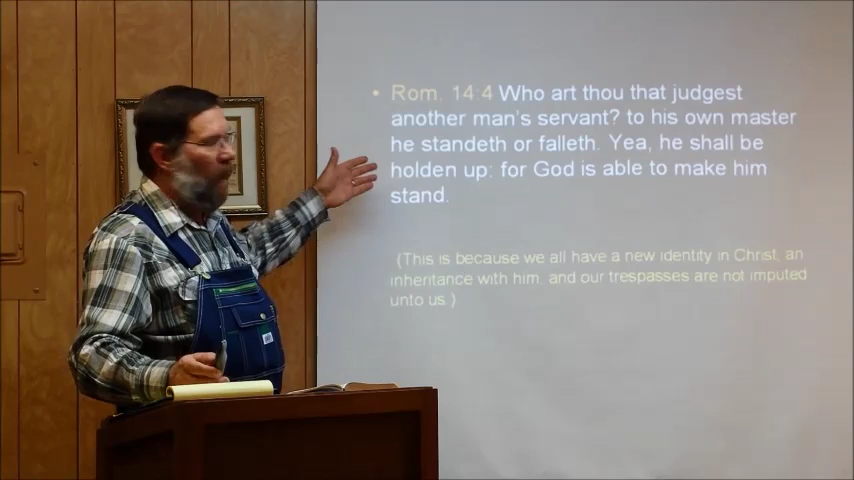 Rom. 14:4 Who art thou that judgest
another man's servant? to his own master
he standeth or falleth. Yea, he shall be
holden up: for God is able to make him
stand.
(This is because we all have a new identity in Christ, an
inheritance with him, and our trespasses are not imputed
unto us.)